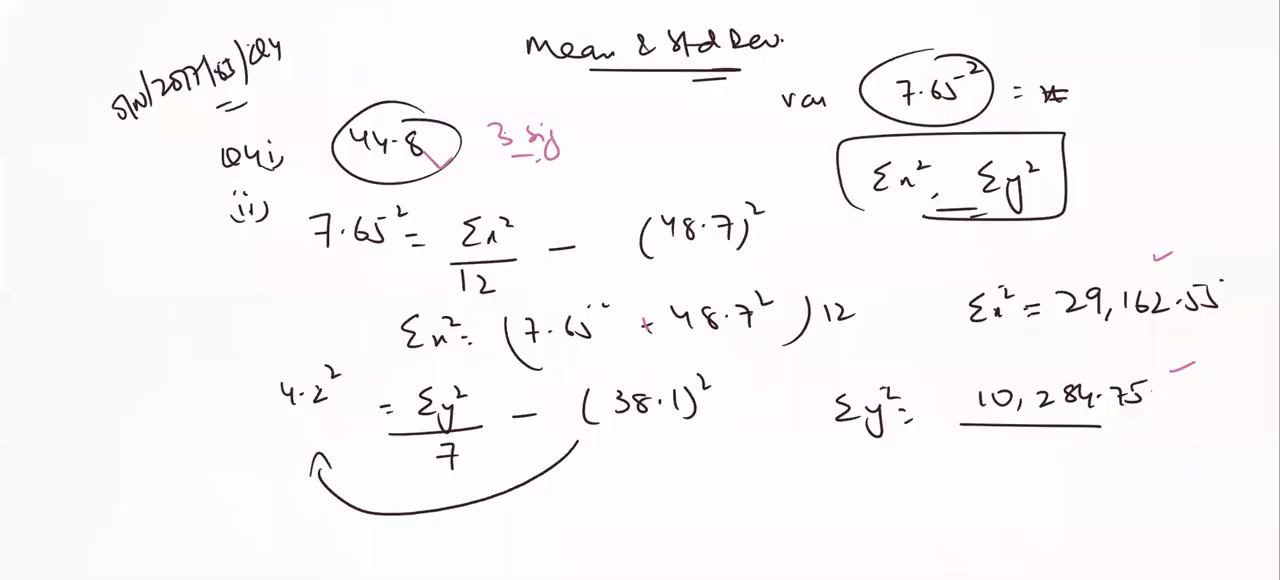 Mean & Std Dev.
S/N/2017/63/Q4
var 7.65² =
Q4i) 44.8 3 sig
Σx², Σy²
ii) 7.65² = Σx²/12 - (48.7)²
Σx² = (7.65² + 48.7²) 12 Σx² = 29,162.55
4.2² = Σy²/7 - (38.1)² Σy² = 10,284.75